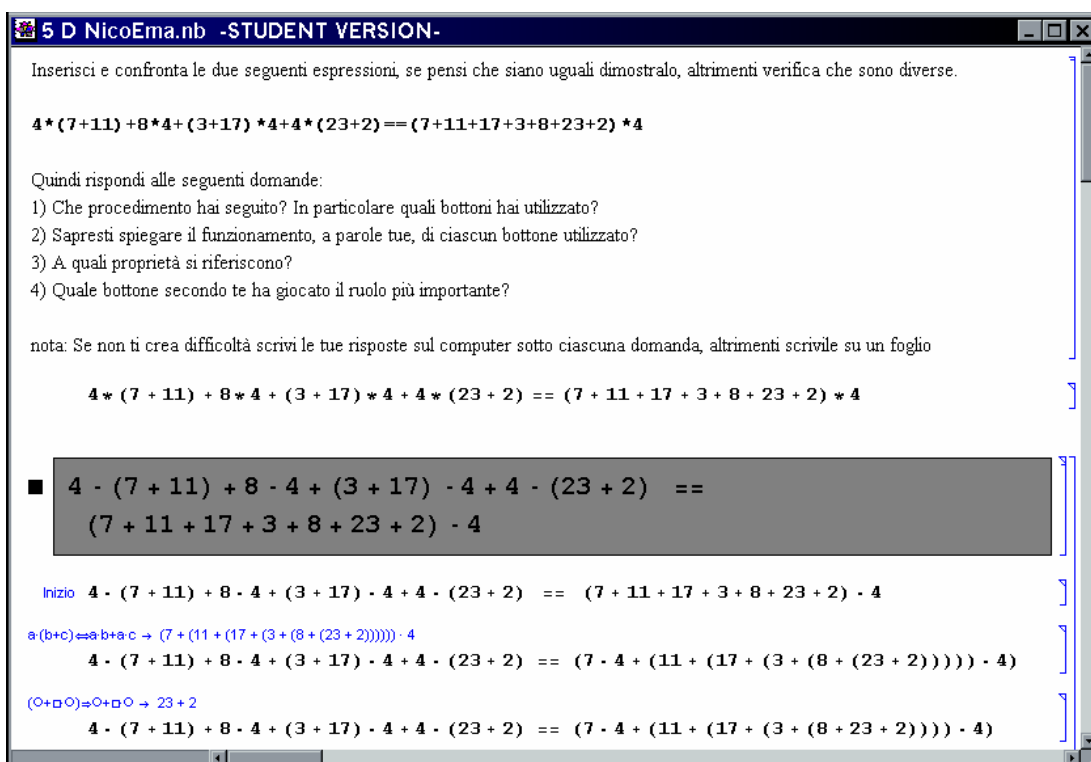 5 D NicoEma.nb -STUDENT VERSION-
Inserisci e confronta le due seguenti espressioni, se pensi che siano uguali dimostralo, altrimenti verifica che sono diverse.
4*(7+11)+8*4+(3+17)*4+4*(23+2)==(7+11+17+3+8+23+2)*4
Quindi rispondi alle seguenti domande:
1) Che procedimento hai seguito? In particolare quali bottoni hai utilizzato?
2) Sapresti spiegare il funzionamento, a parole tue, di ciascun bottone utilizzato?
3) A quali proprietà si riferiscono?
4) Quale bottone secondo te ha giocato il ruolo più importante?
nota: Se non ti crea difficoltà scrivi le tue risposte sul computer sotto ciascuna domanda, altrimenti scrivile su un foglio
4 * (7 + 11) + 8 * 4 + (3 + 17) * 4 + 4 * (23 + 2) == (7 + 11 + 17 + 3 + 8 + 23 + 2) * 4
4 · (7 + 11) + 8 · 4 + (3 + 17) · 4 + 4 · (23 + 2) ==
(7 + 11 + 17 + 3 + 8 + 23 + 2) · 4
Inizio 4 · (7 + 11) + 8 · 4 + (3 + 17) · 4 + 4 · (23 + 2) == (7 + 11 + 17 + 3 + 8 + 23 + 2) · 4
a·(b+c)⇔a·b+a·c → (7 + (11 + (17 + (3 + (8 + (23 + 2)))))) · 4
4 · (7 + 11) + 8 · 4 + (3 + 17) · 4 + 4 · (23 + 2) == (7 · 4 + (11 + (17 + (3 + (8 + (23 + 2))))) · 4)
(○+□·○)⇒○+□·○ → 23 + 2
4 · (7 + 11) + 8 · 4 + (3 + 17) · 4 + 4 · (23 + 2) == (7 · 4 + (11 + (17 + (3 + (8 + 23 + 2)))) · 4)